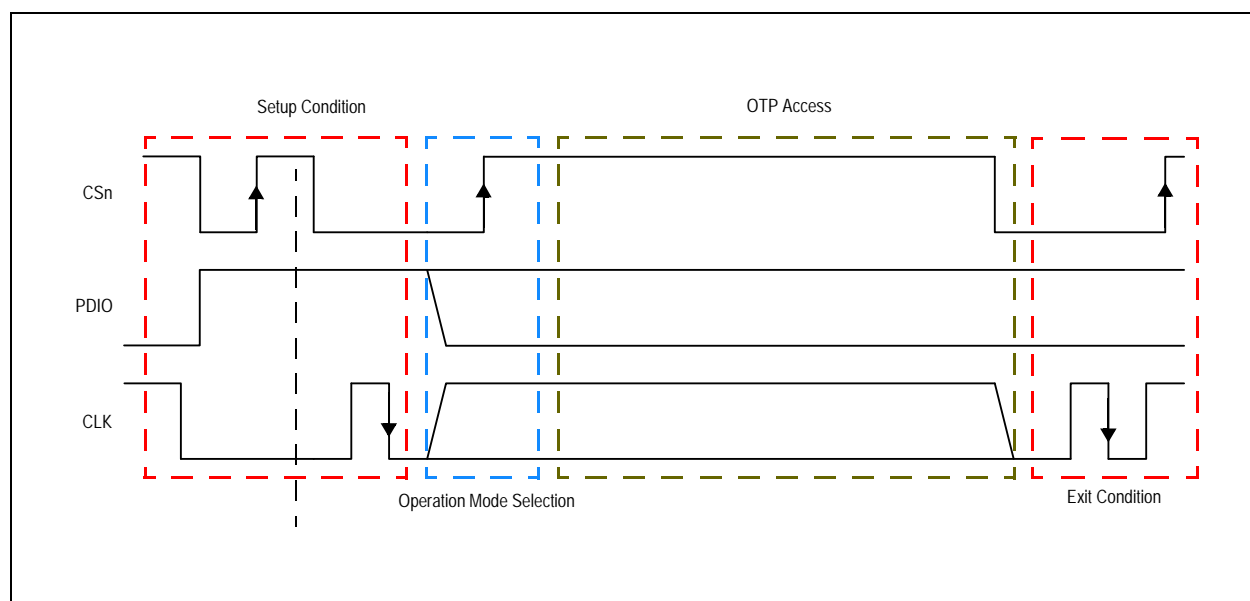 Setup Condition
OTP Access
CSn
PDIO
CLK
Operation Mode Selection
Exit Condition